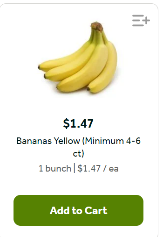 $1.47
Bananas Yellow (Minimum 4-6
ct)
1 bunch | $1.47 / ea
Add to Cart